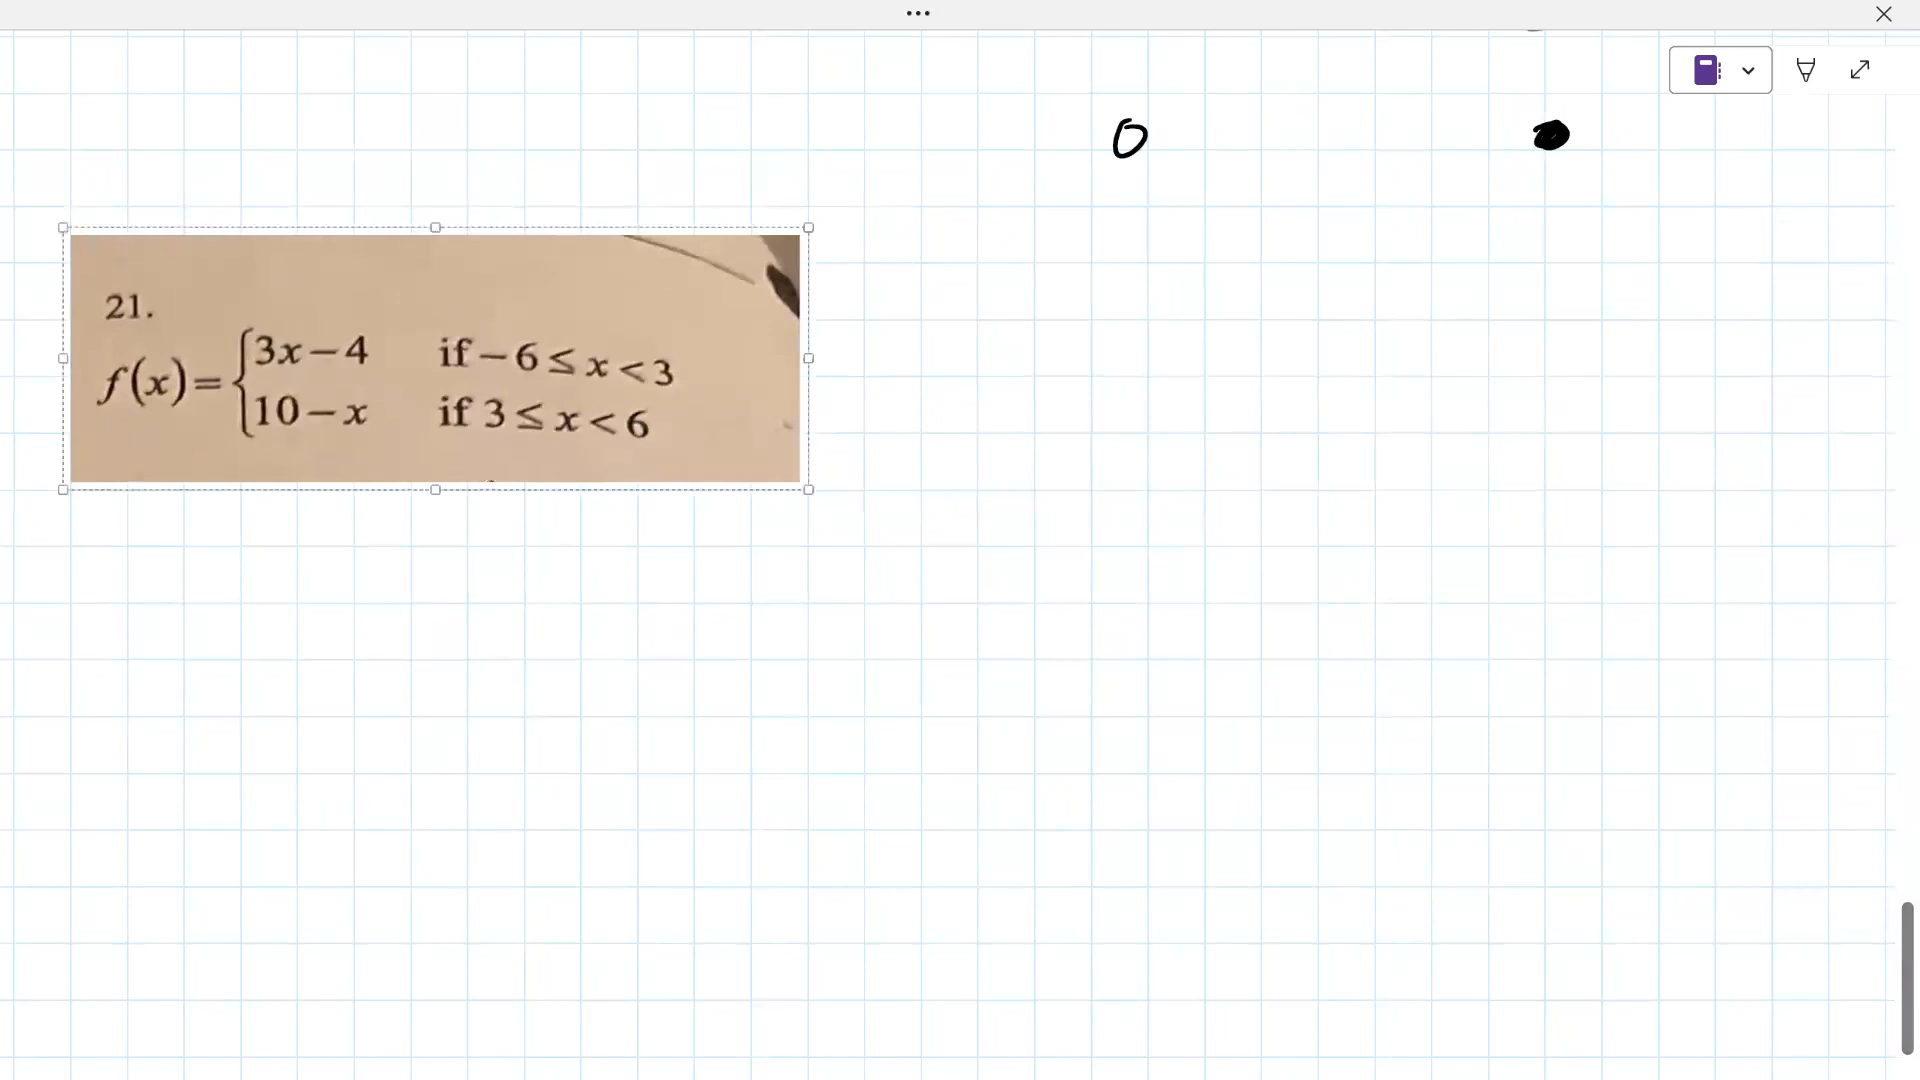 21.
f(x) = { 3x − 4 if −6 ≤ x < 3
10 − x if 3 ≤ x < 6